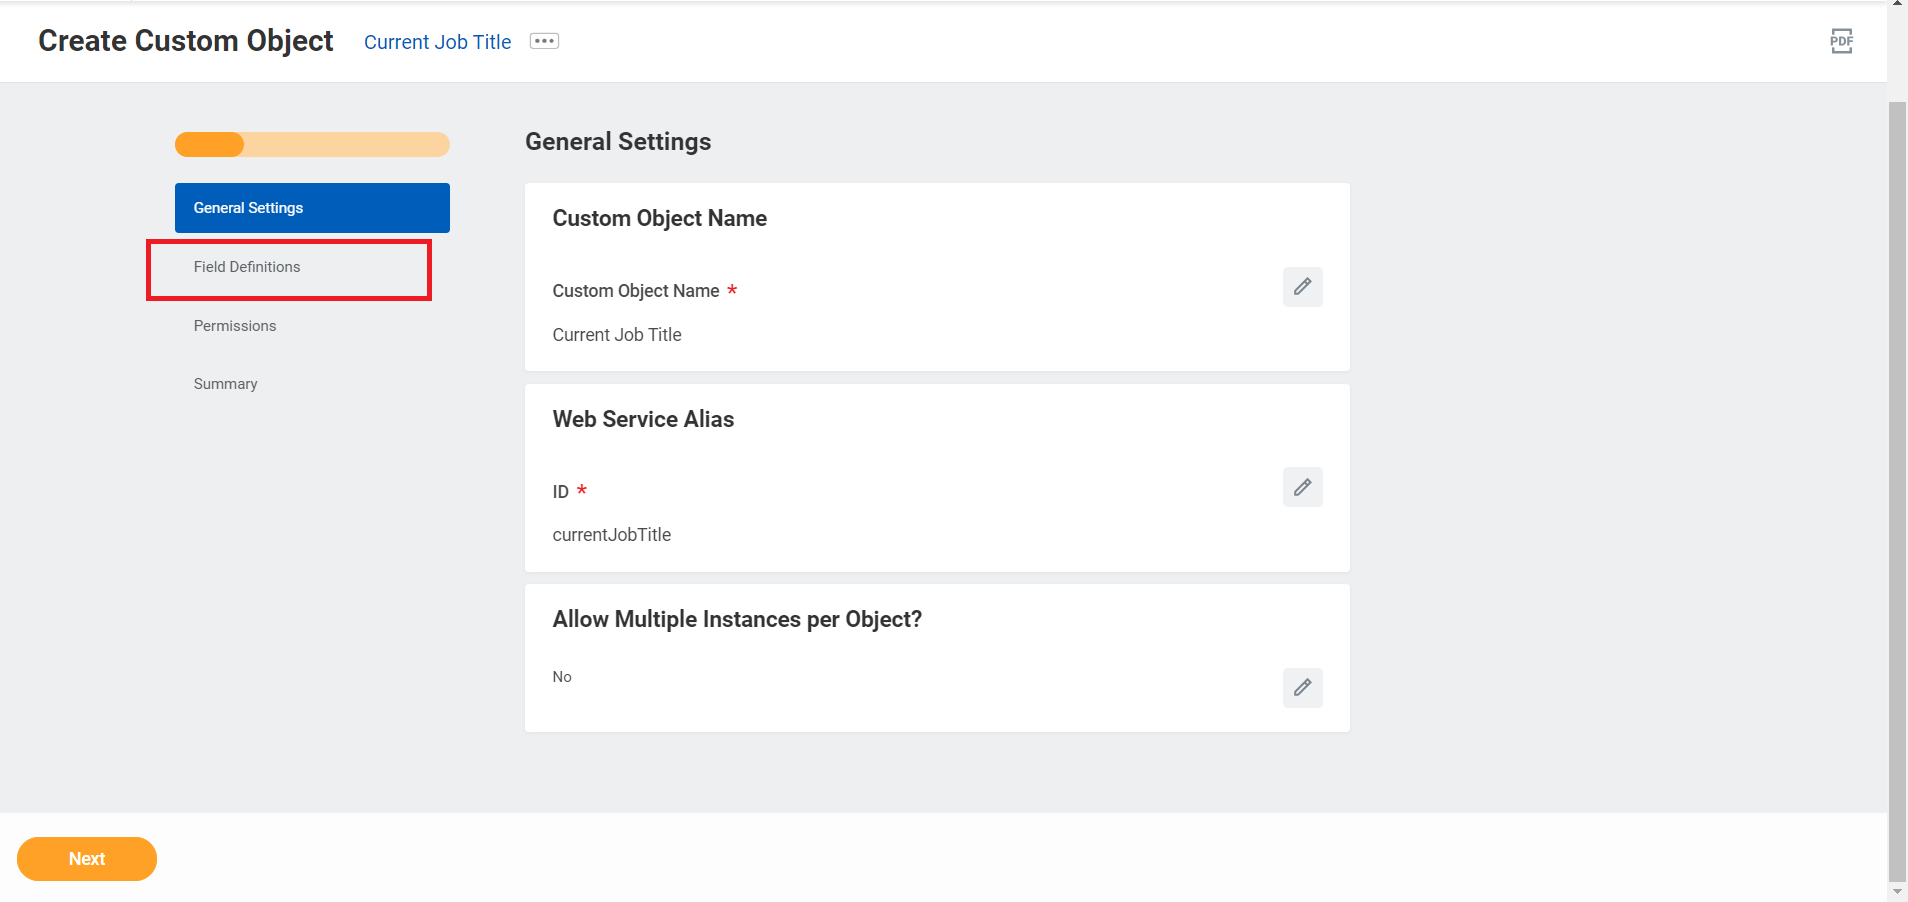 Create Custom Object Current Job Title
PDF
General Settings
Field Definitions
Permissions
Summary
General Settings
Custom Object Name
Custom Object Name *
Current Job Title
Web Service Alias
ID *
currentJobTitle
Allow Multiple Instances per Object?
No
Next